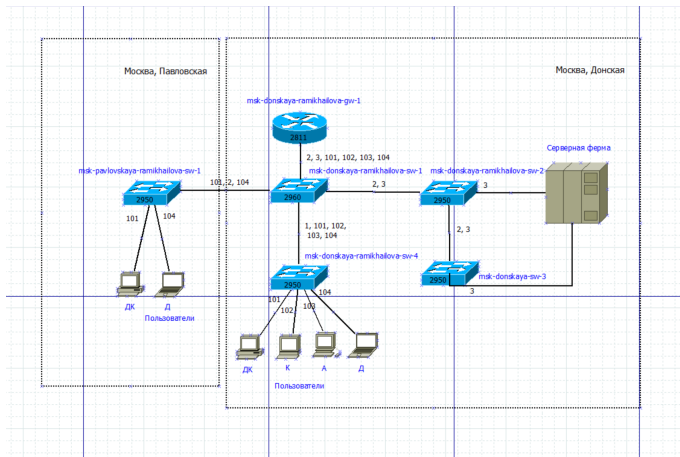 Москва, Павловская
Москва, Донская
msk-donskaya-ramikhailova-gw-1
2811
2, 3, 101, 102, 103, 104
Серверная ферма
msk-pavlovskaya-ramikhailova-sw-1
msk-donskaya-ramikhailova-sw-1
msk-donskaya-ramikhailova-sw-2
2950
101, 2, 104
2960
2, 3
2950
3
101
104
1, 101, 102,
103, 104
2, 3
msk-donskaya-ramikhailova-sw-4
2950
2950
msk-donskaya-sw-3
3
101
102
103
104
ДК
Д
Пользователи
ДК
К
А
Д
Пользователи